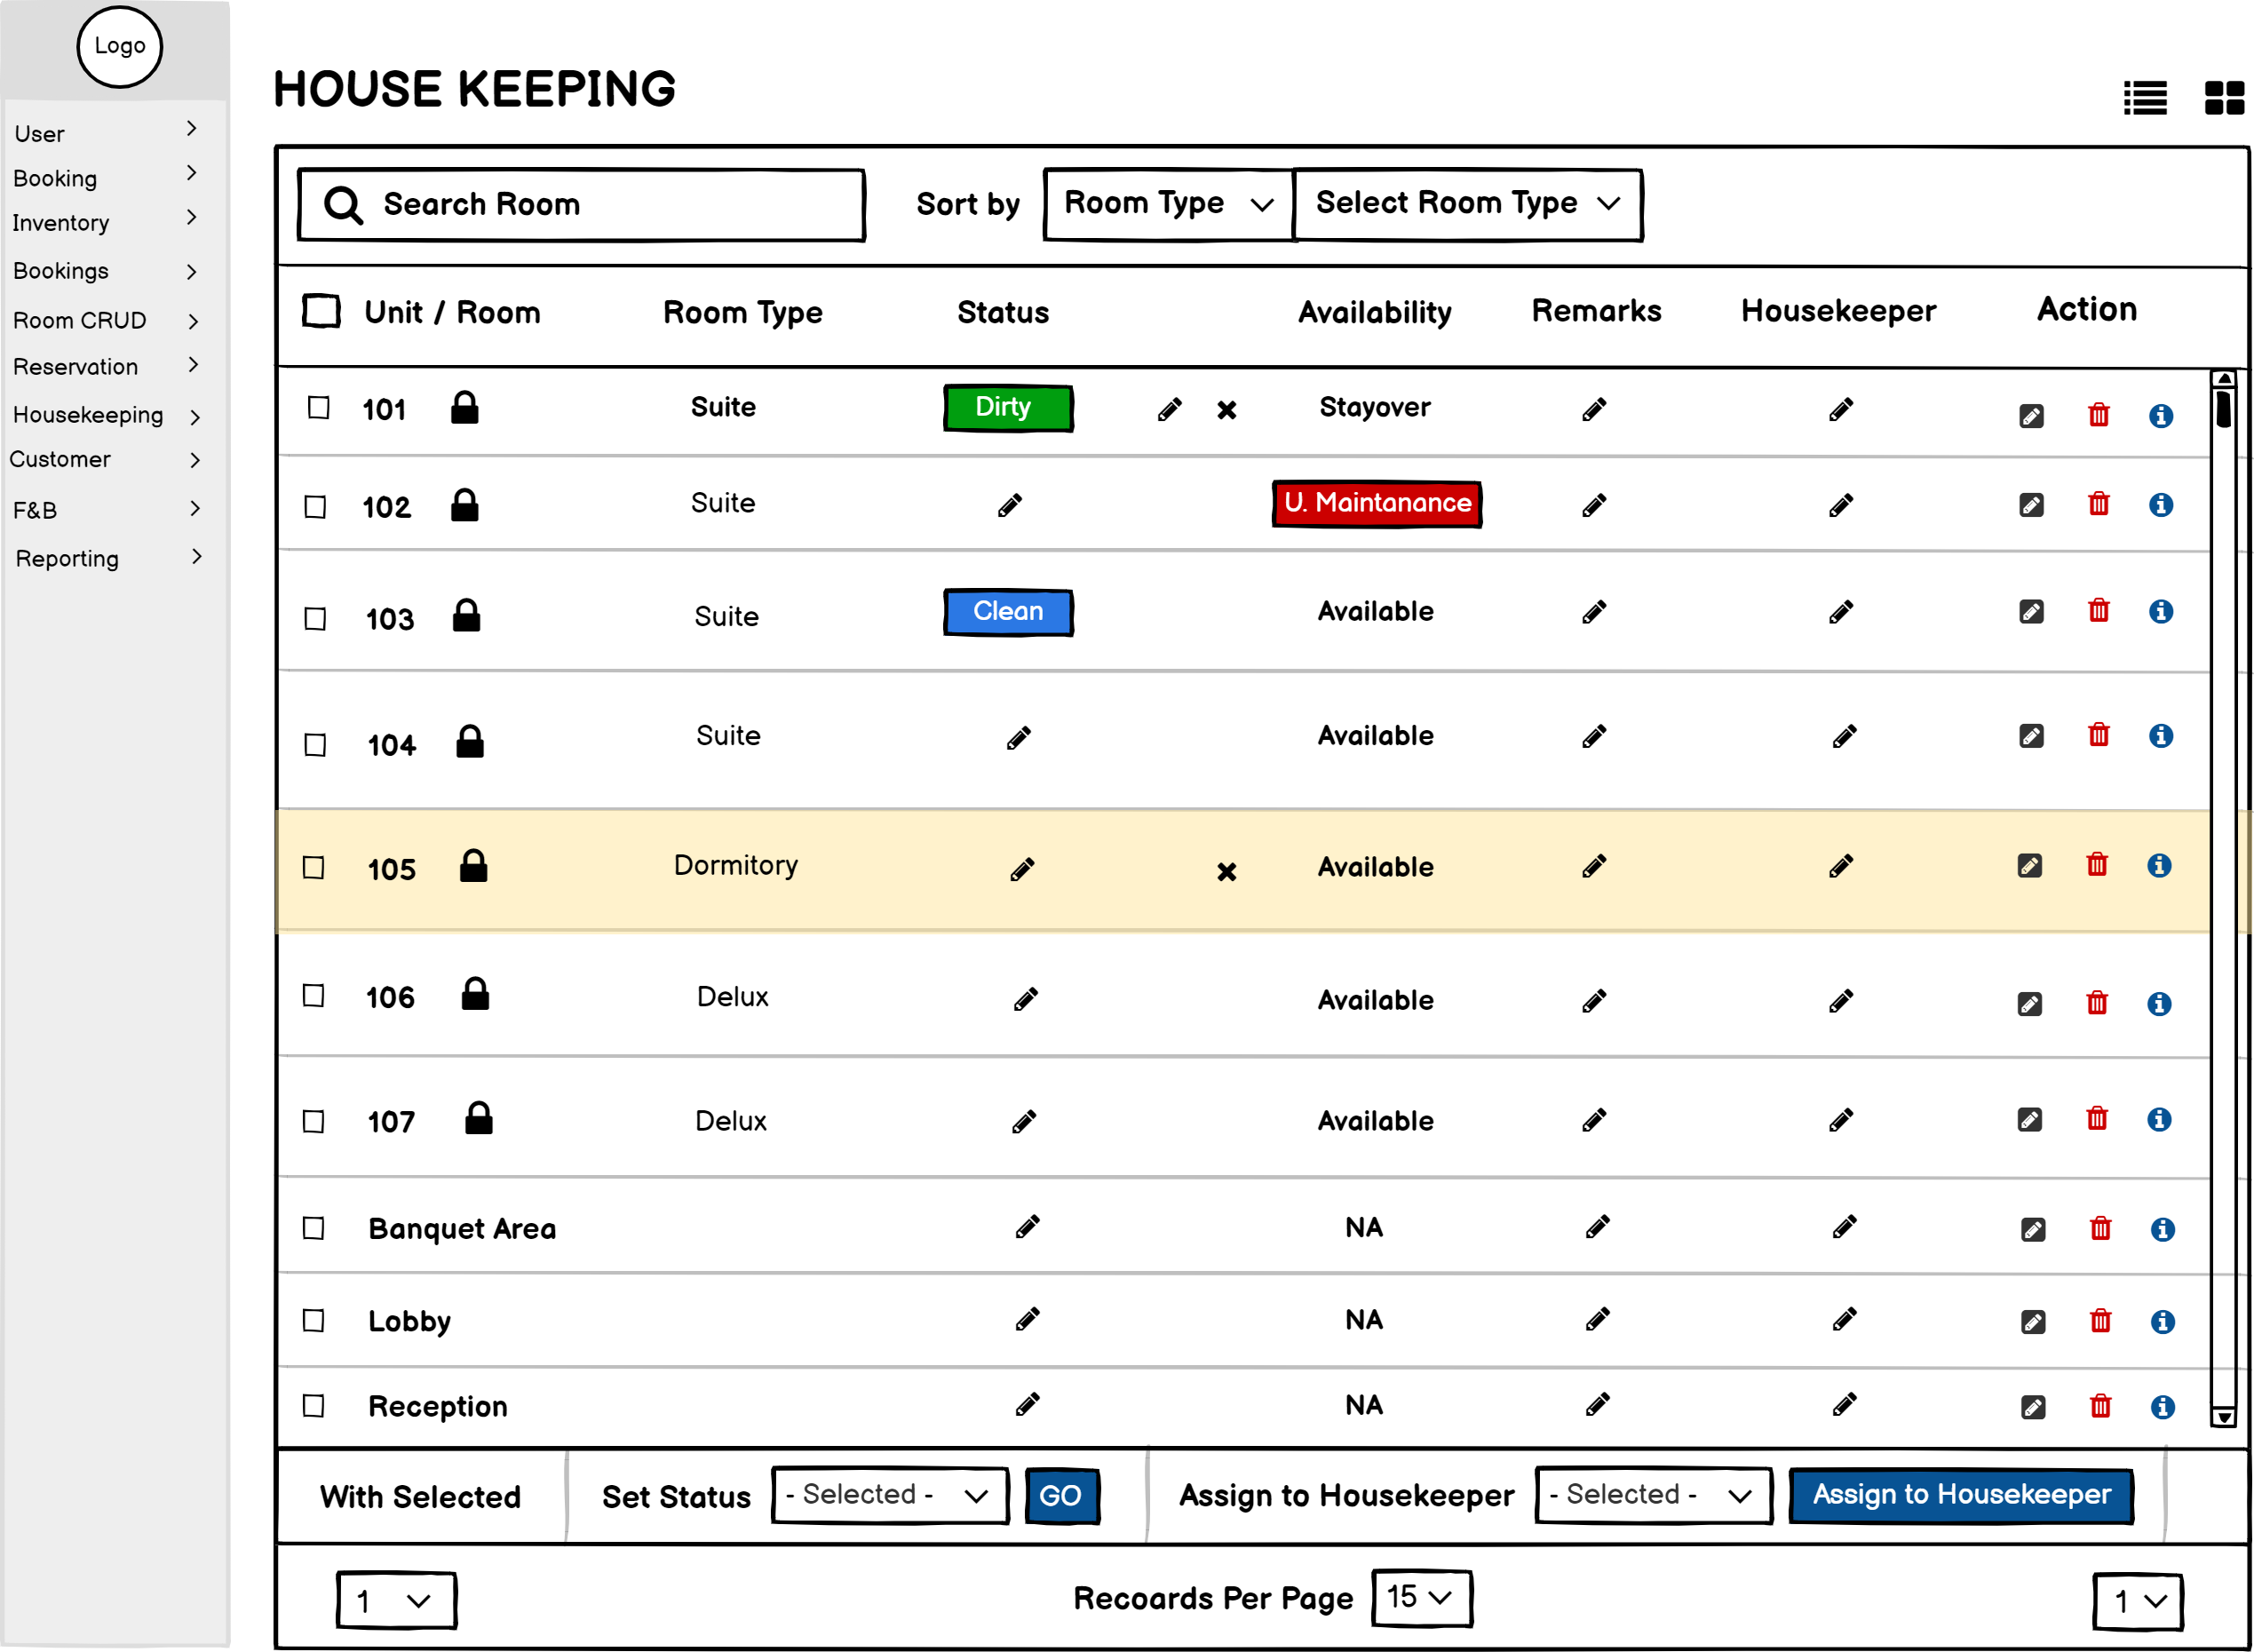 Logo
User
Booking
Inventory
Bookings
Room CRUD
Reservation
Housekeeping
Customer
F&B
Reporting
HOUSE KEEPING
Search Room Sort by Room Type Select Room Type
Unit / Room Room Type Status Availability Remarks Housekeeper Action
101 Suite Dirty Stayover
102 Suite U. Maintanance
103 Suite Clean Available
104 Suite Available
105 Dormitory Available
106 Delux Available
107 Delux Available
Banquet Area NA
Lobby NA
Reception NA
With Selected Set Status - Selected - GO Assign to Housekeeper - Selected - Assign to Housekeeper
1 Recoards Per Page 15 1